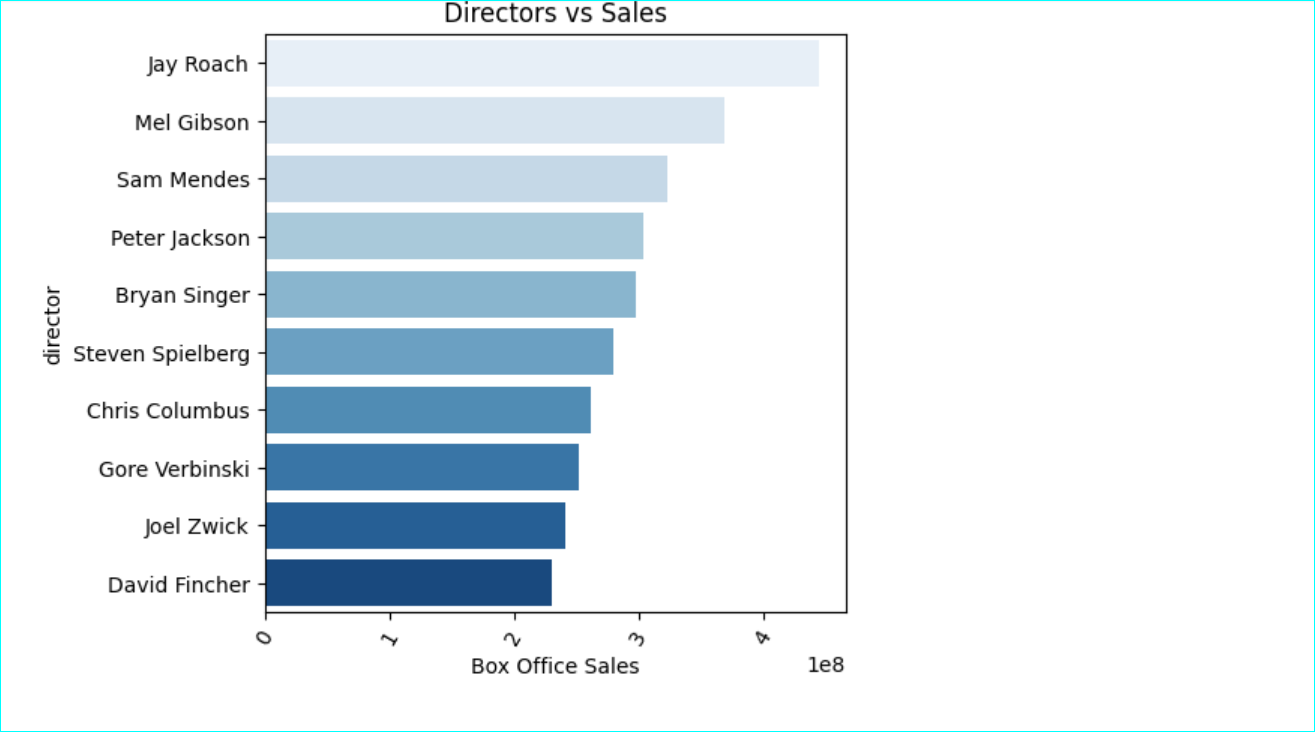 Directors vs Sales
Jay Roach
Mel Gibson
Sam Mendes
Peter Jackson
Bryan Singer
director
Steven Spielberg
Chris Columbus
Gore Verbinski
Joel Zwick
David Fincher
0 1 2 3 4
Box Office Sales 1e8